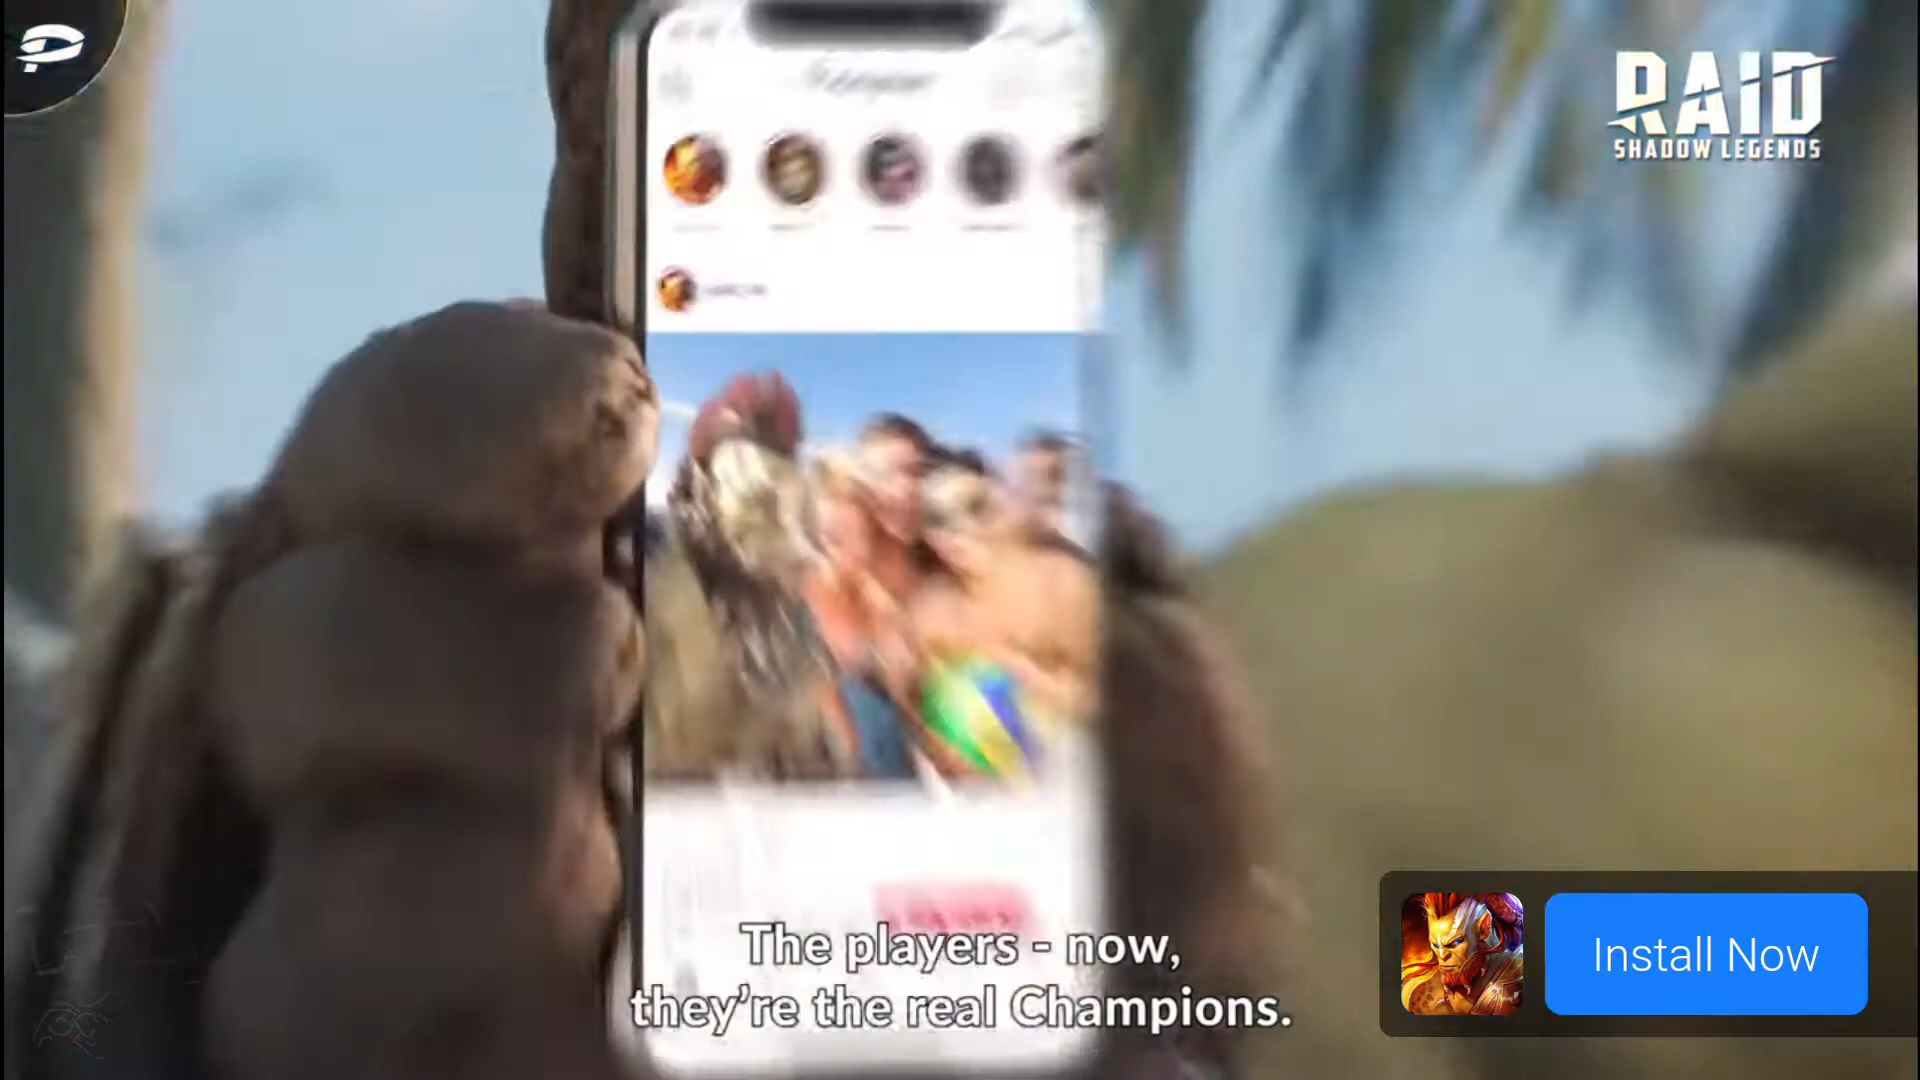 RAID
SHADOW LEGENDS
The players - now,
they're the real Champions.
Install Now